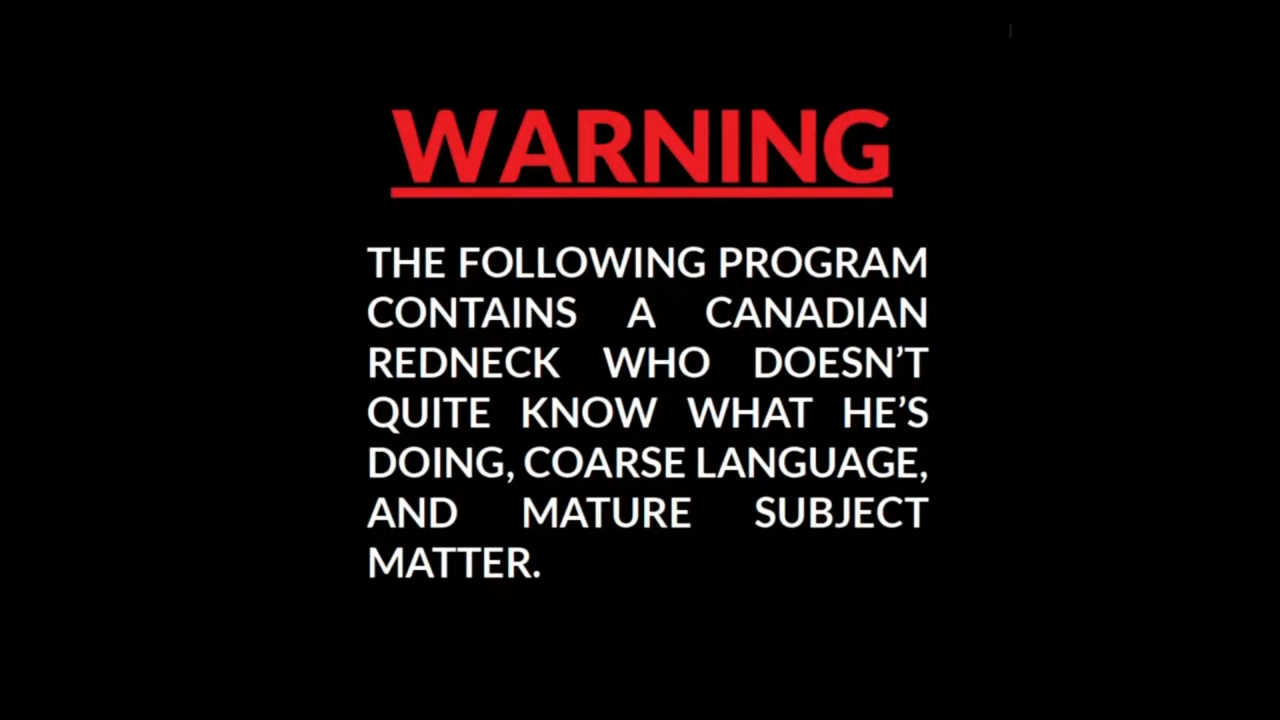 WARNING
THE FOLLOWING PROGRAM
CONTAINS A CANADIAN
REDNECK WHO DOESN’T
QUITE KNOW WHAT HE’S
DOING, COARSE LANGUAGE,
AND MATURE SUBJECT
MATTER.